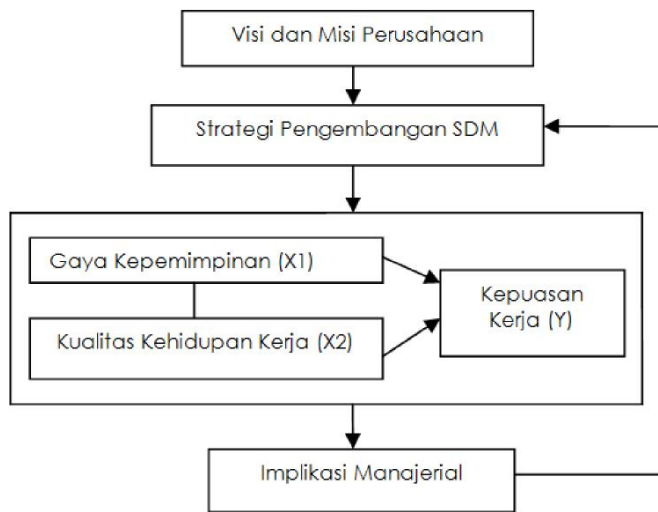 Visi dan Misi Perusahaan
Strategi Pengembangan SDM
Gaya Kepemimpinan (X1)
Kualitas Kehidupan Kerja (X2)
Kepuasan
Kerja (Y)
Implikasi Manajerial